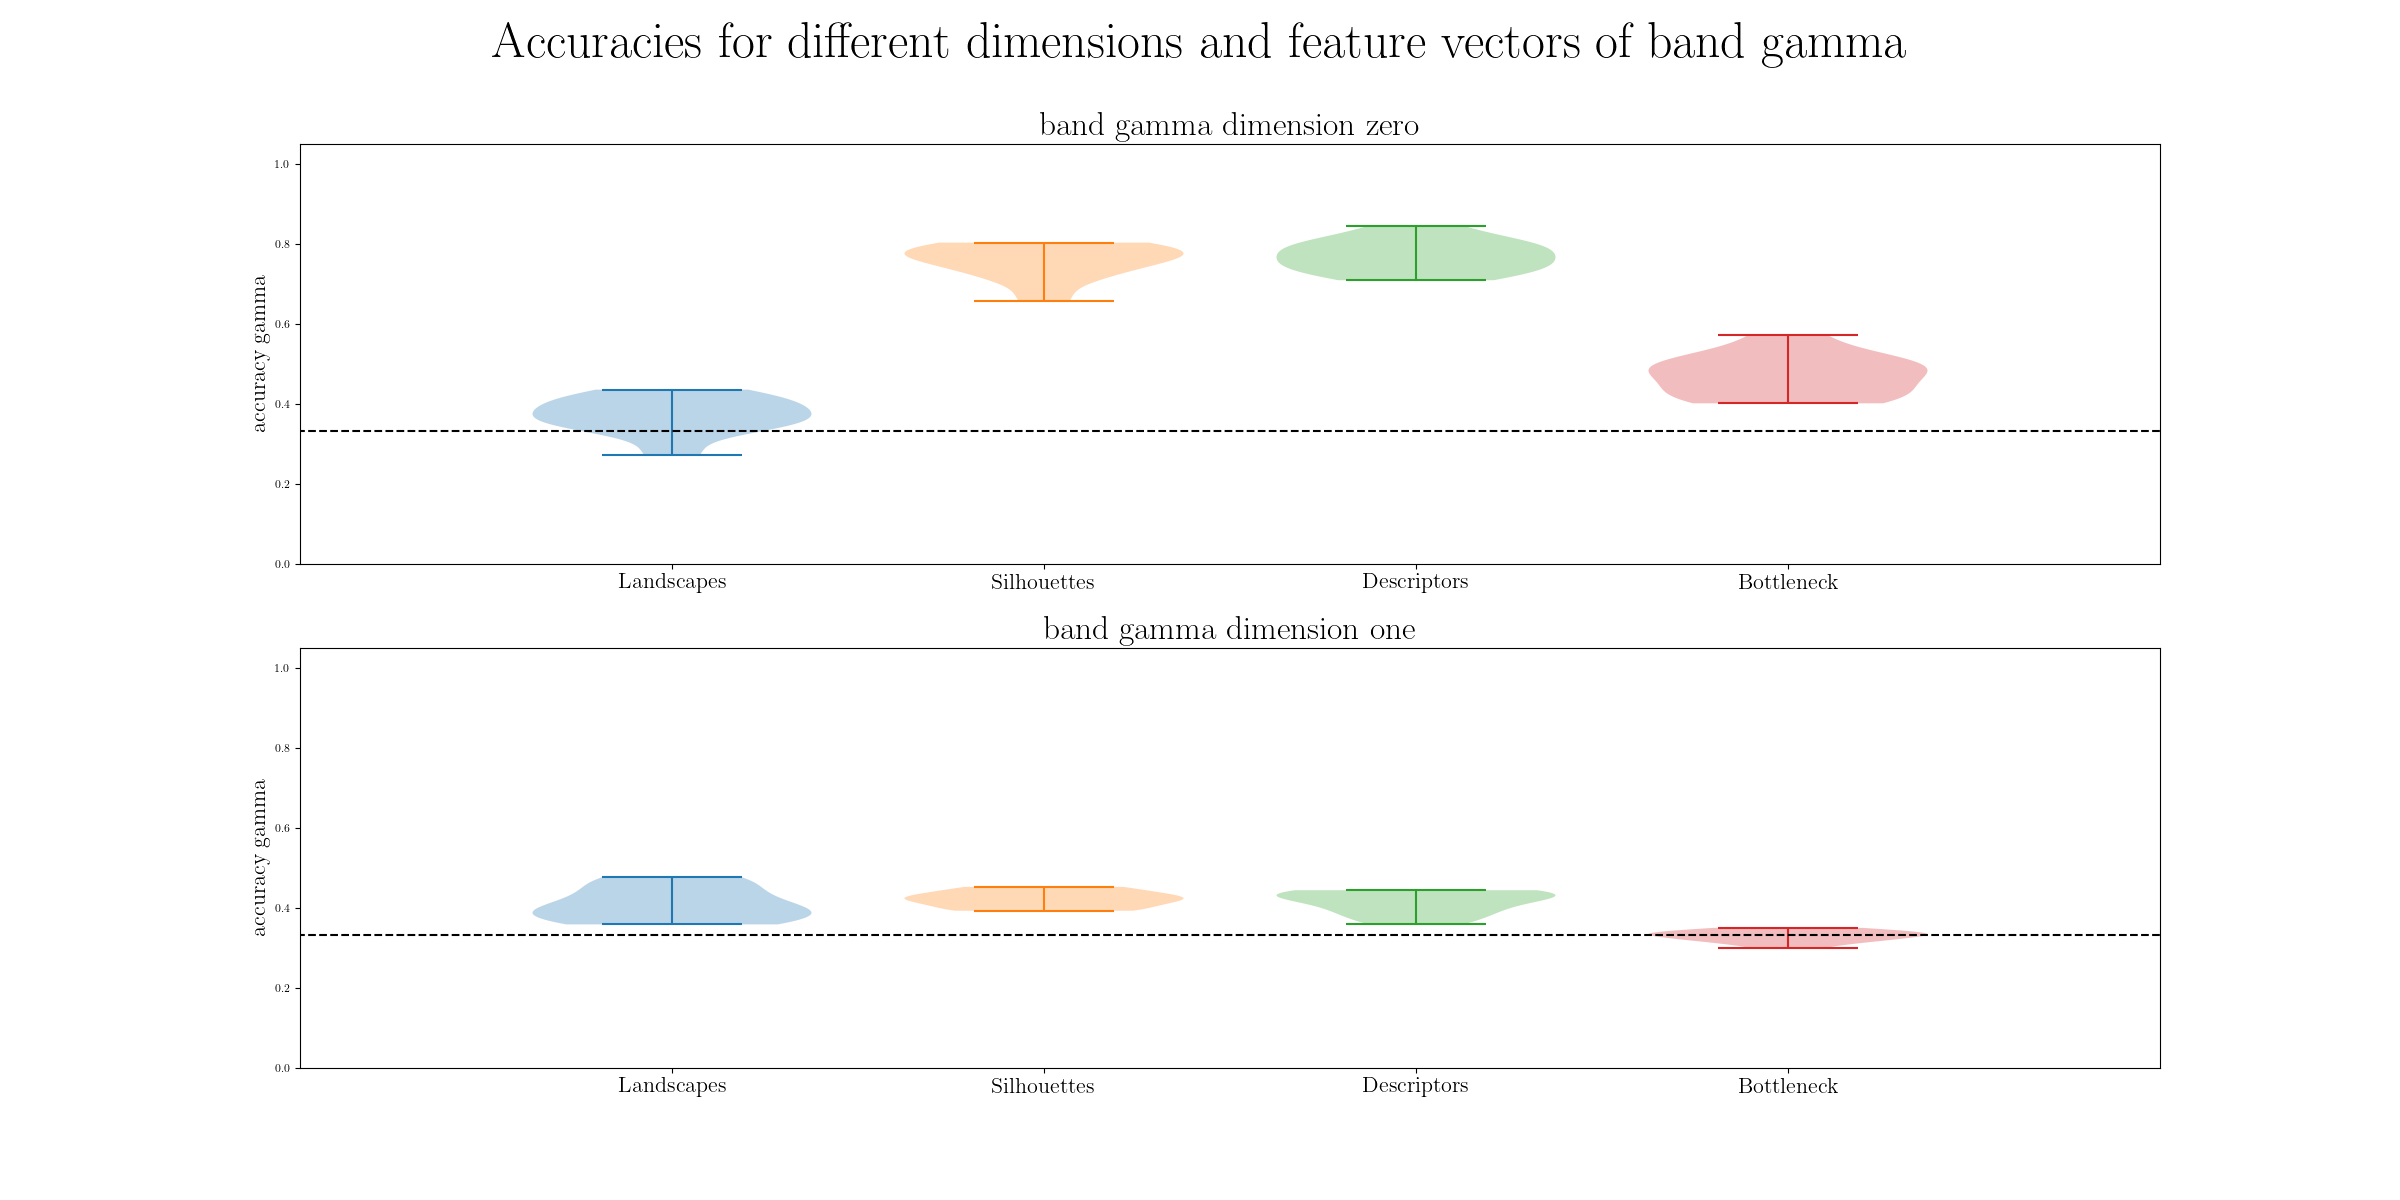 Accuracies for different dimensions and feature vectors of band gamma
band gamma dimension zero
accuracy gamma
1.0
0.8
0.6
0.4
0.2
0.0
Landscapes Silhouettes Descriptors Bottleneck
band gamma dimension one
accuracy gamma
1.0
0.8
0.6
0.4
0.2
0.0
Landscapes Silhouettes Descriptors Bottleneck